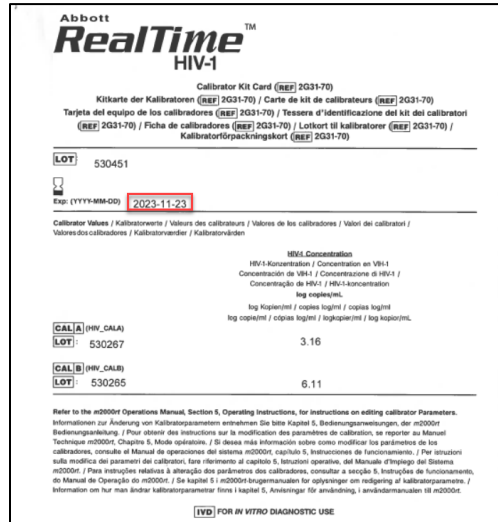 Abbott
RealTime™
HIV-1
Calibrator Kit Card (REF 2G31-70)
Kitkarte der Kalibratoren (REF 2G31-70) / Carte de kit de calibrateurs (REF 2G31-70)
Tarjeta del equipo de los calibradores (REF 2G31-70) / Tessera d'identificazione del kit dei calibratori
(REF 2G31-70) / Ficha de calibradores (REF 2G31-70) / Lotkort til kalibratorer (REF 2G31-70) /
Kalibratorförpackningskort (REF 2G31-70)
LOT 530451
Exp: (YYYY-MM-DD) 2023-11-23
Calibrator Values / Kalibratorwerte / Valeurs des calibrateurs / Valores de los calibradores / Valori dei calibratori /
Valores dos calibradores / Kalibratorværdier / Kalibratorvärden
HIV-1 Concentration
HIV-1-Konzentration / Concentration en VIH-1
Concentración de VIH-1 / Concentrazione di HIV-1 /
Concentração de HIV-1 / HIV-1-koncentration
log copies/mL
log Kopien/ml / copies log/ml / copias log/ml
log copie/ml / cópias log/ml / logkopier/ml / log kopior/mL
CAL A (HIV_CALA)
LOT: 530267 3.16
CAL B (HIV_CALB)
LOT: 530265 6.11
Refer to the m2000rt Operations Manual, Section 5, Operating Instructions, for instructions on editing calibrator Parameters.
Informationen zur Änderung von Kalibratorparametern entnehmen Sie bitte Kapitel 5, Bedienungsanweisungen, der m2000rt
Bedienungsanleitung. / Pour obtenir des instructions sur la modification des paramètres de calibration, se reporter au Manuel
Technique m2000rt, Chapitre 5, Mode opératoire. / Si desea más información sobre como modificar los parámetros de los
calibradores, consulte el Manual de operaciones del sistema m2000rt, capítulo 5, Instrucciones de funcionamiento. / Per istruzioni
sulla modifica dei parametri dei calibratori, fare riferimento al capitolo 5, Istruzioni operative, del Manuale d'Impiego del Sistema
m2000rt. / Para instruções relativas à alteração dos parâmetros dos calibradores, consultar a secção 5, Instruções de funcionamento,
do Manual de Operação do m2000rt. / Se kapitel 5 i m2000rt-brugermanualen for oplysninger om redigering af kalibratorparametre. /
Information om hur man ändrar kalibratorparametrar finns i kapitel 5, Anvisningar för användning, i användarmanualen till m2000rt.
IVD FOR IN VITRO DIAGNOSTIC USE